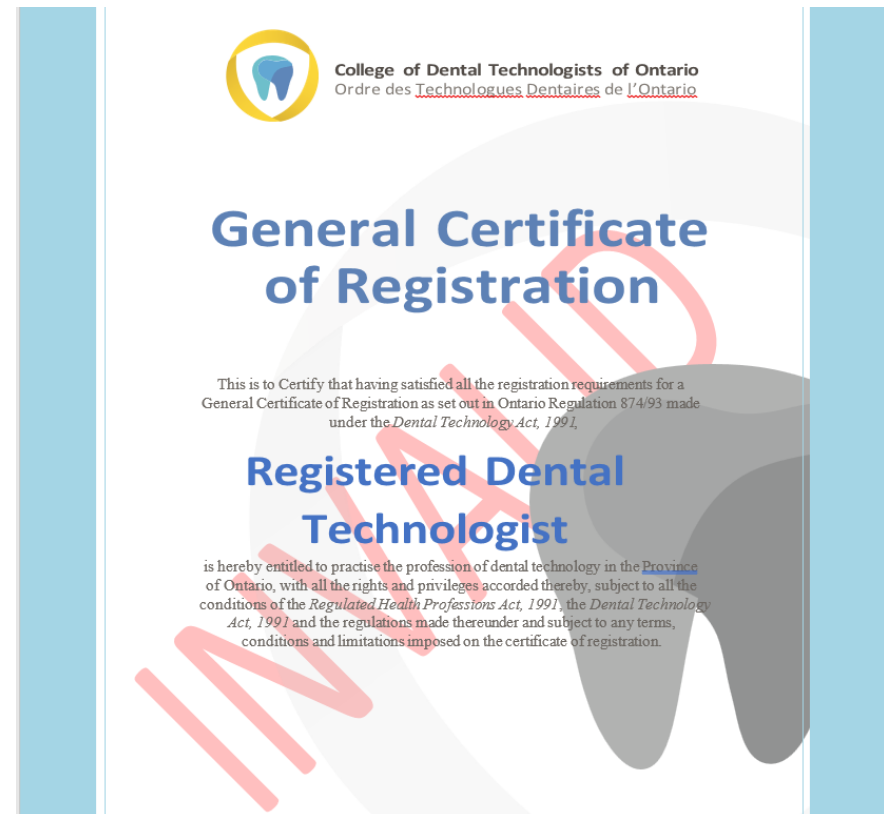 College of Dental Technologists of Ontario
Ordre des Technologues Dentaires de l'Ontario
General Certificate
of Registration
This is to Certify that having satisfied all the registration requirements for a
General Certificate of Registration as set out in Ontario Regulation 874/93 made
under the Dental Technology Act, 1991,
Registered Dental
Technologist
is hereby entitled to practise the profession of dental technology in the Province
of Ontario, with all the rights and privileges accorded thereby, subject to all the
conditions of the Regulated Health Professions Act, 1991, the Dental Technology
Act, 1991 and the regulations made thereunder and subject to any terms,
conditions and limitations imposed on the certificate of registration.
INVALID